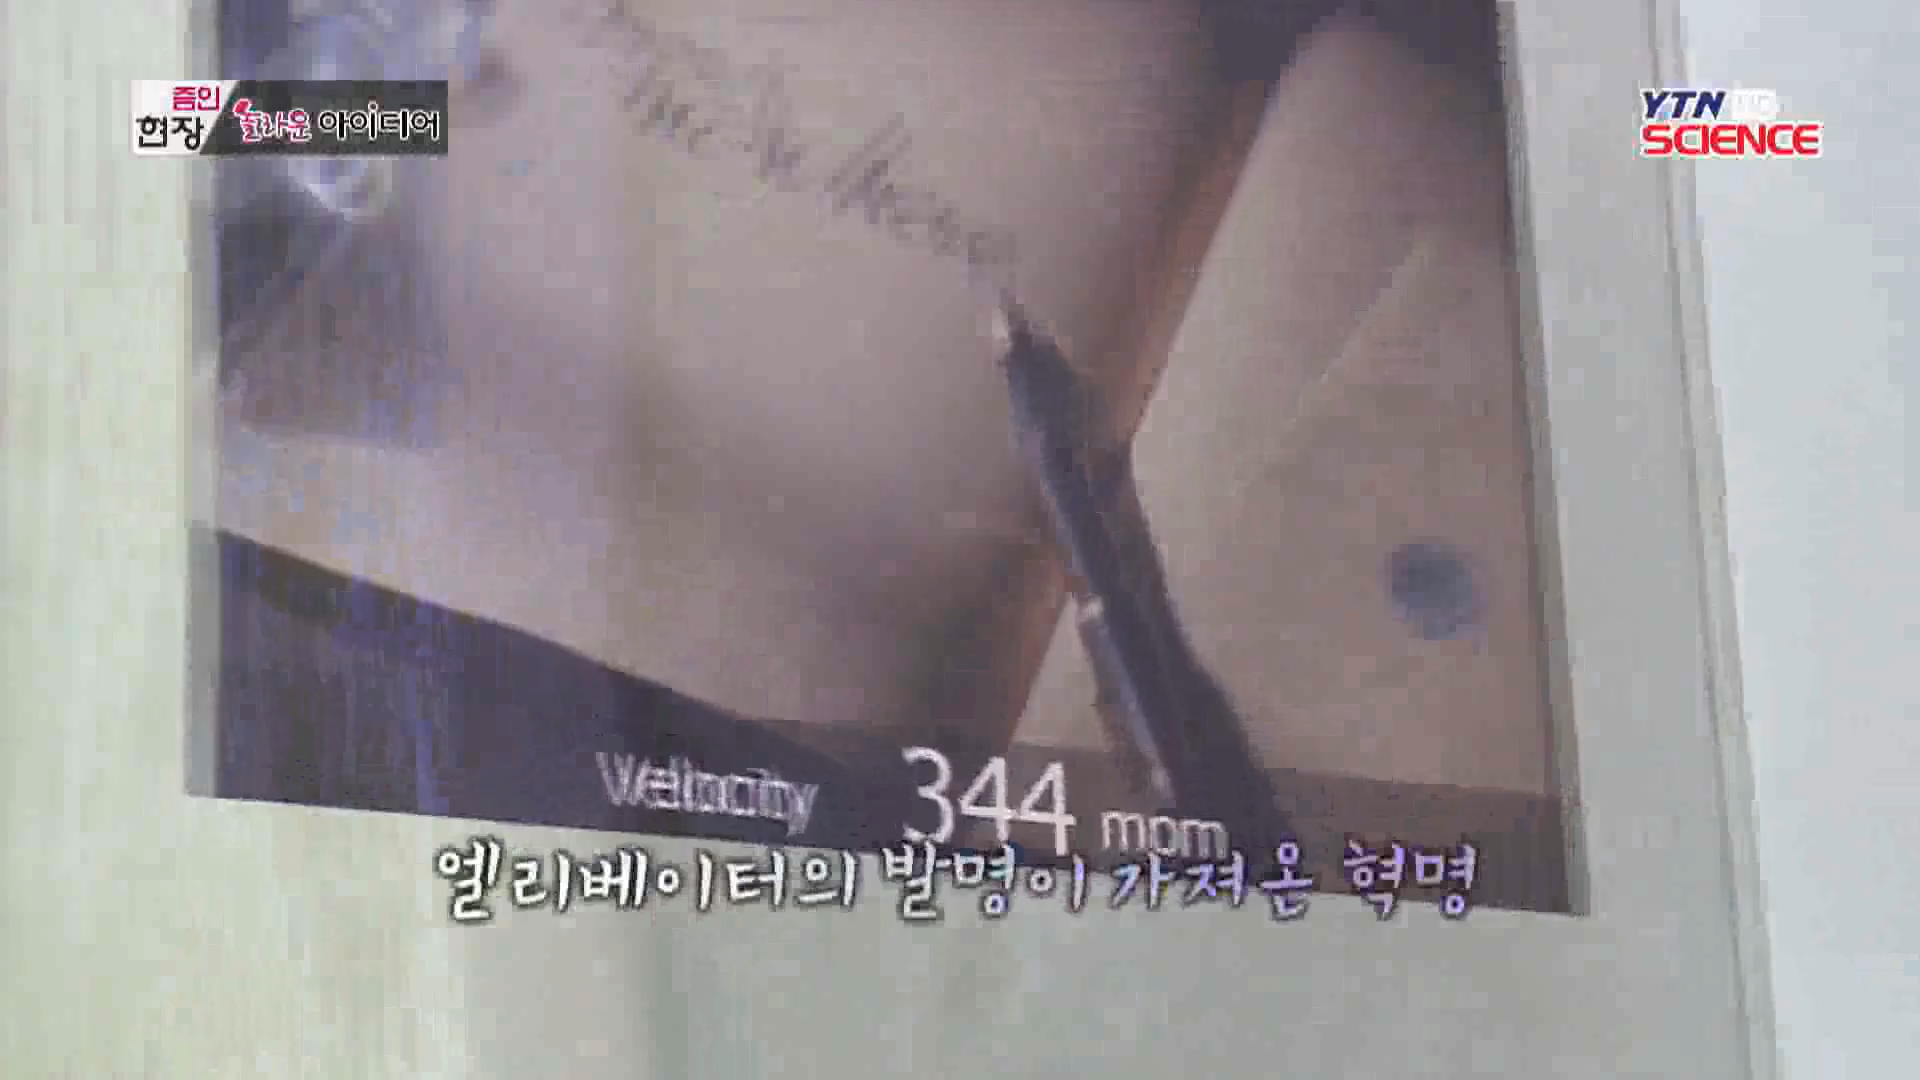 줌인
현장 놀라운 아이디어
YTN HD
SCIENCE
Velocity 344 mpm
엘리베이터의 발명이 가져온 혁명